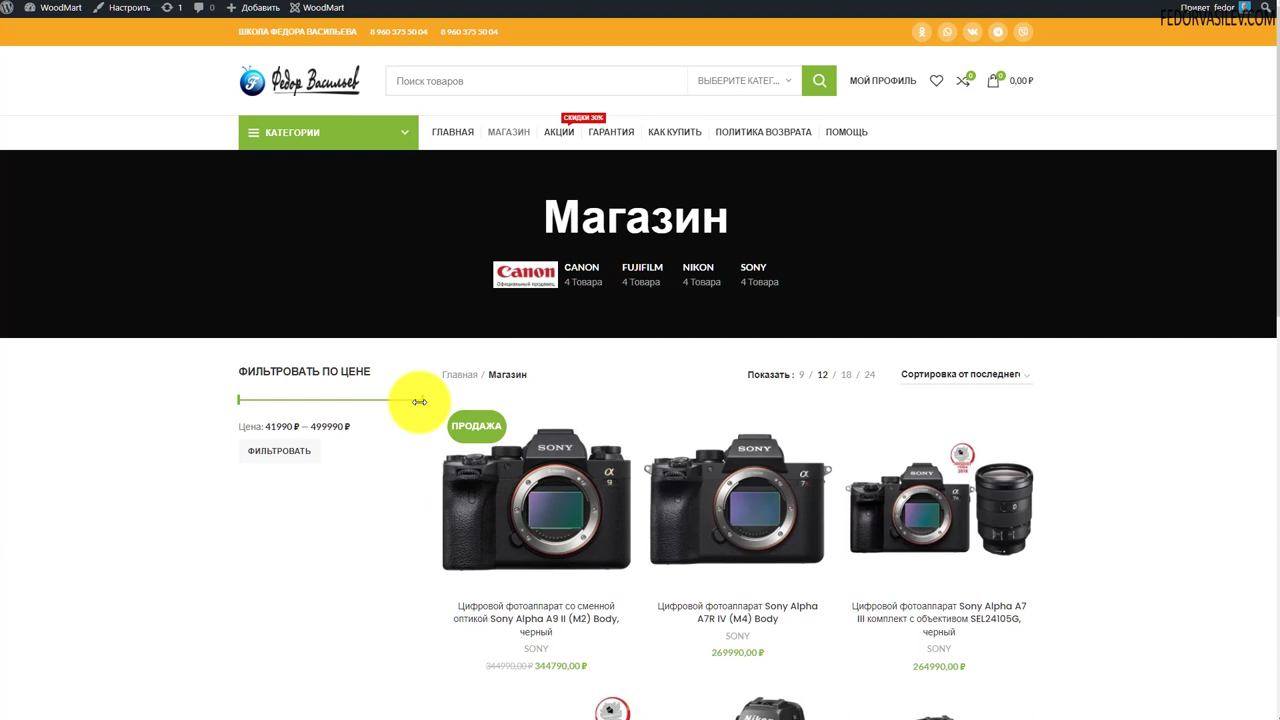 WoodMart Настроить 1 0 Добавить WoodMart Привет, fedor
FEDORVASILEV.COM
ШКОЛА ФЕДОРА ВАСИЛЬЕВА 8 960 375 50 04 8 960 375 50 04
Федор Васильев Поиск товаров ВЫБЕРИТЕ КАТЕГ... МОЙ ПРОФИЛЬ 0 0 0,00 ₽
СКИДКИ 30%
КАТЕГОРИИ ГЛАВНАЯ МАГАЗИН АКЦИИ ГАРАНТИЯ КАК КУПИТЬ ПОЛИТИКА ВОЗВРАТА ПОМОЩЬ
Магазин
Canon
Официальный продавец
CANON FUJIFILM NIKON SONY
4 Товара 4 Товара 4 Товара 4 Товара
ФИЛЬТРОВАТЬ ПО ЦЕНЕ
Главная / Магазин Показать : 9 / 12 / 18 / 24 Сортировка от последнего
Цена: 41990 ₽ — 499990 ₽
ФИЛЬТРОВАТЬ
ПРОДАЖА
SONY
α
9
SONY
α
7R
SONY
α
Цифровой фотоаппарат со сменной
оптикой Sony Alpha A9 II (M2) Body,
черный
SONY
344990,00 ₽ 344790,00 ₽
Цифровой фотоаппарат Sony Alpha
A7R IV (M4) Body
SONY
269990,00 ₽
Цифровой фотоаппарат Sony Alpha A7
III комплект с объективом SEL24105G,
черный
SONY
264990,00 ₽
Nikon